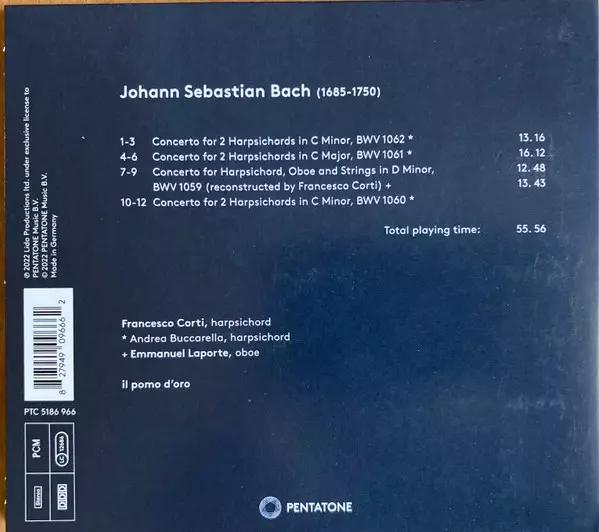 Johann Sebastian Bach (1685-1750)
1-3 Concerto for 2 Harpsichords in C Minor, BWV 1062 * 13.16
4-6 Concerto for 2 Harpsichords in C Major, BWV 1061 * 16.12
7-9 Concerto for Harpsichord, Oboe and Strings in D Minor, 12.48
BWV 1059 (reconstructed by Francesco Corti) + 13.43
10-12 Concerto for 2 Harpsichords in C Minor, BWV 1060 *
Total playing time: 55.56
Francesco Corti, harpsichord
* Andrea Buccarella, harpsichord
+ Emmanuel Laporte, oboe
il pomo d'oro
℗ 2022 Lido Productions ltd. under exclusive license to
PENTATONE Music B.V.
© 2022 PENTATONE Music B.V.
Made in Germany
8 27949 09666 2
PTC 5186 966
PCM
LC 12686
Stereo
DDD
PENTATONE